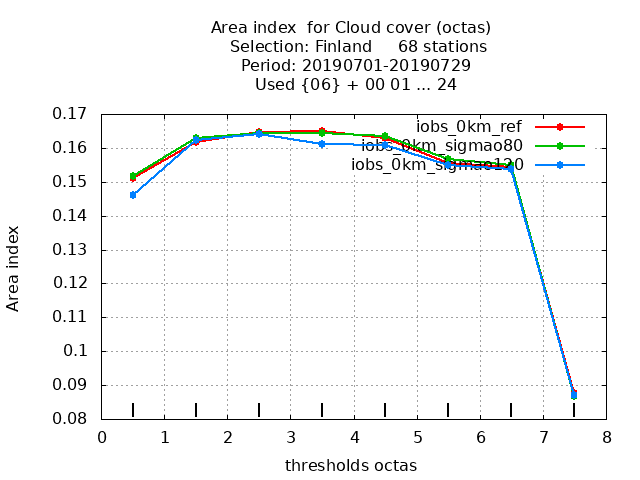 Area index  for Cloud cover (octas)
Selection: Finland     68 stations
Period: 20190701-20190729
Used {06} + 00 01 ... 24
0.17
iobs_0km_ref
0.16
iobs_0km_sigmao80
iobs_0km_sigmao120
0.15
0.14
0.13
Area index
0.12
0.11
0.1
0.09
0.08
0 1 2 3 4 5 6 7 8
thresholds octas